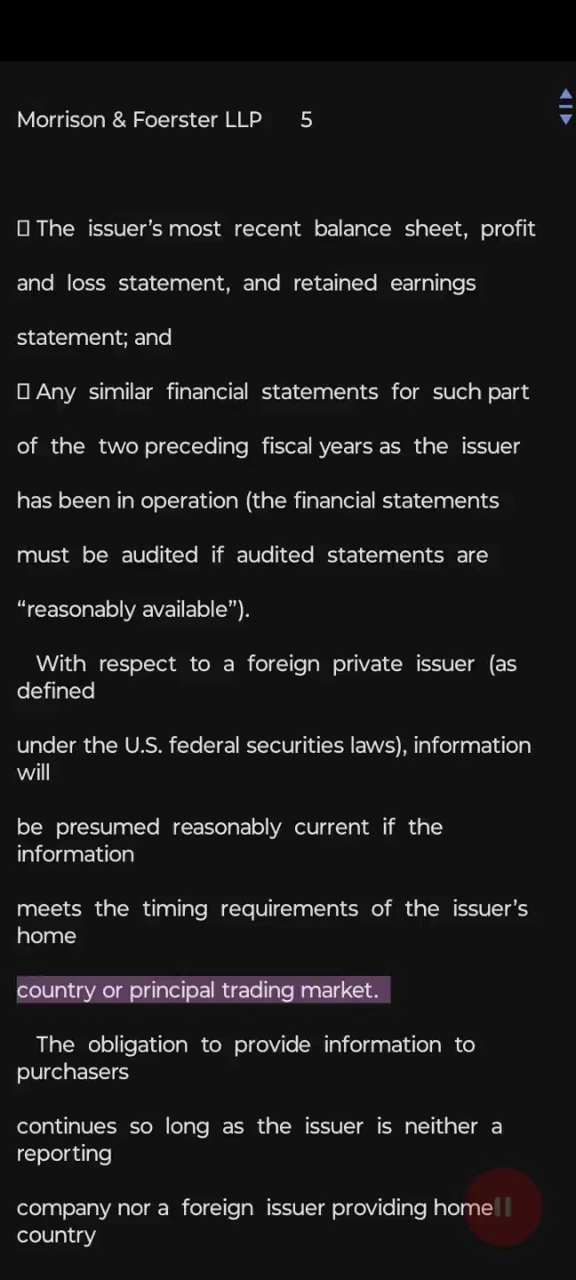 Morrison & Foerster LLP 5
▯ The issuer’s most recent balance sheet, profit
and loss statement, and retained earnings
statement; and
▯ Any similar financial statements for such part
of the two preceding fiscal years as the issuer
has been in operation (the financial statements
must be audited if audited statements are
“reasonably available”).
With respect to a foreign private issuer (as
defined
under the U.S. federal securities laws), information
will
be presumed reasonably current if the
information
meets the timing requirements of the issuer’s
home
country or principal trading market.
The obligation to provide information to
purchasers
continues so long as the issuer is neither a
reporting
company nor a foreign issuer providing home
country